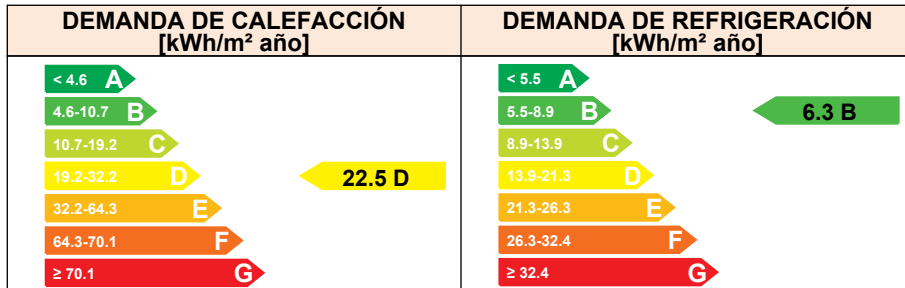 DEMANDA DE CALEFACCIÓN
[kWh/m² año]
< 4.6 A
4.6-10.7 B
10.7-19.2 C
19.2-32.2 D
22.5 D
32.2-64.3 E
64.3-70.1 F
≥ 70.1 G
DEMANDA DE REFRIGERACIÓN
[kWh/m² año]
< 5.5 A
5.5-8.9 B
6.3 B
8.9-13.9 C
13.9-21.3 D
21.3-26.3 E
26.3-32.4 F
≥ 32.4 G